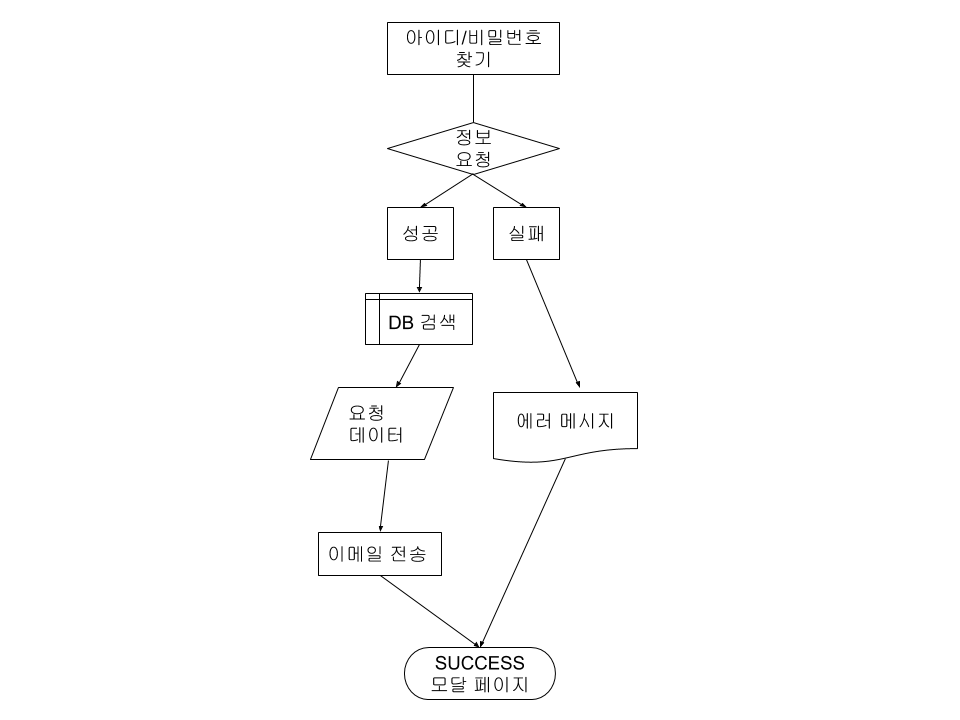 아이디/비밀번호
찾기
정보
요청
성공
실패
DB 검색
요청
데이터
에러 메시지
이메일 전송
SUCCESS
모달 페이지